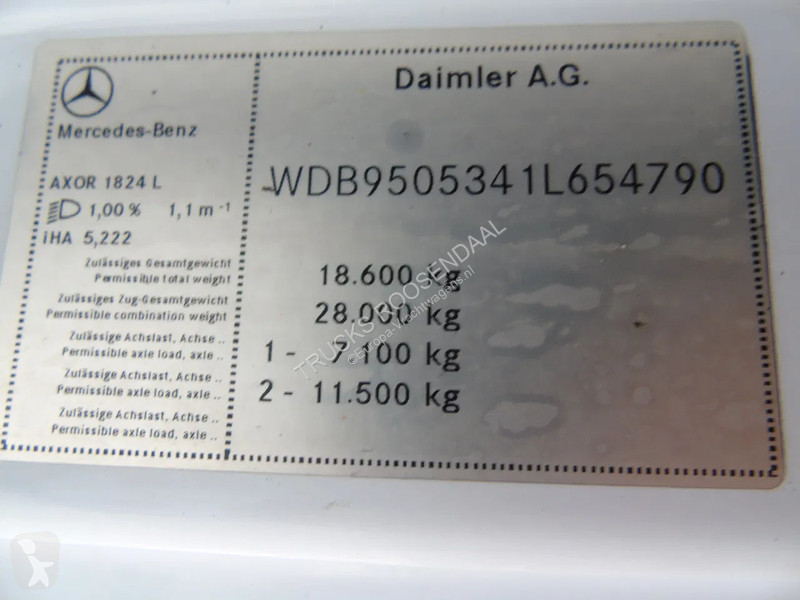 Mercedes-Benz
AXOR 1824 L
1,00 % 1,1 m⁻¹
iHA 5,222
Zulässiges Gesamtgewicht
Permissible total weight
Zulässiges Zug-Gesamtgewicht
Permissible combination weight
Zulässige Achslast, Achse ..
Permissible axle load, axle ..
Zulässige Achslast, Achse ..
Permissible axle load, axle ..
Zulässige Achslast, Achse ..
Permissible axle load, axle ..
Daimler A.G.
WDB9505341L654790
18.600 kg
28.000 kg
1 - 7.100 kg
2 - 11.500 kg
TRUCKS ROOSENDAAL